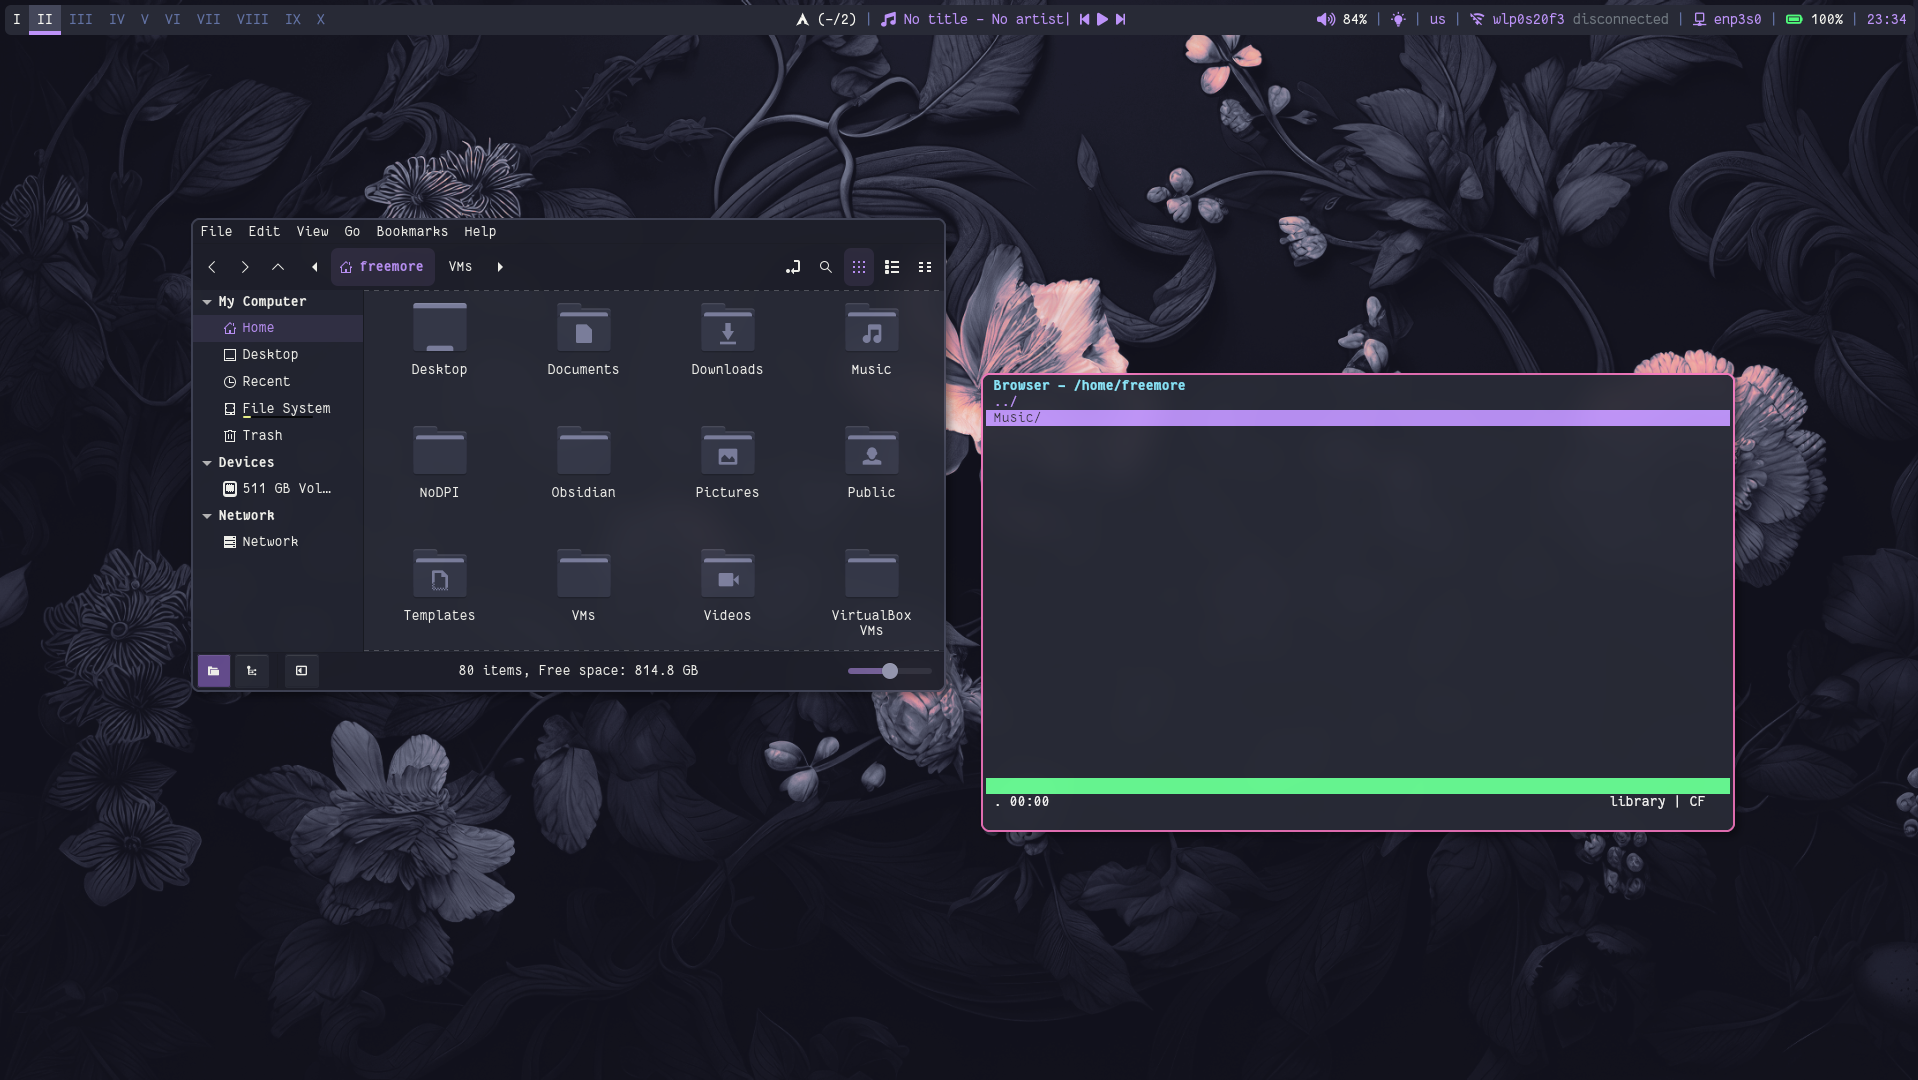 I II III IV V VI VII VIII IX X
(-/2) | No title - No artist|
84% | | us | wlp0s20f3 disconnected | enp3s0 | 100% | 23:34
File Edit View Go Bookmarks Help
freemore VMs
My Computer
Home
Desktop
Recent
File System
Trash
Devices
511 GB Vol…
Network
Network
Desktop Documents Downloads Music
NoDPI Obsidian Pictures Public
Templates VMs Videos VirtualBox
VMs
80 items, Free space: 814.8 GB
Browser - /home/freemore
../
Music/
. 00:00 library | CF